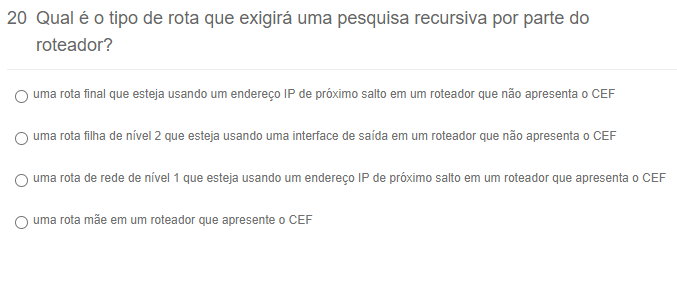 20 Qual é o tipo de rota que exigirá uma pesquisa recursiva por parte do
roteador?
uma rota final que esteja usando um endereço IP de próximo salto em um roteador que não apresenta o CEF
uma rota filha de nível 2 que esteja usando uma interface de saída em um roteador que não apresenta o CEF
uma rota de rede de nível 1 que esteja usando um endereço IP de próximo salto em um roteador que apresenta o CEF
uma rota mãe em um roteador que apresente o CEF